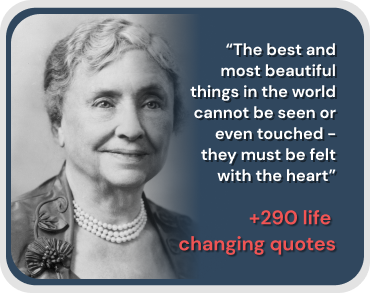 “The best and
most beautiful
things in the world
cannot be seen or
even touched –
they must be felt
with the heart”
+290 life
changing quotes